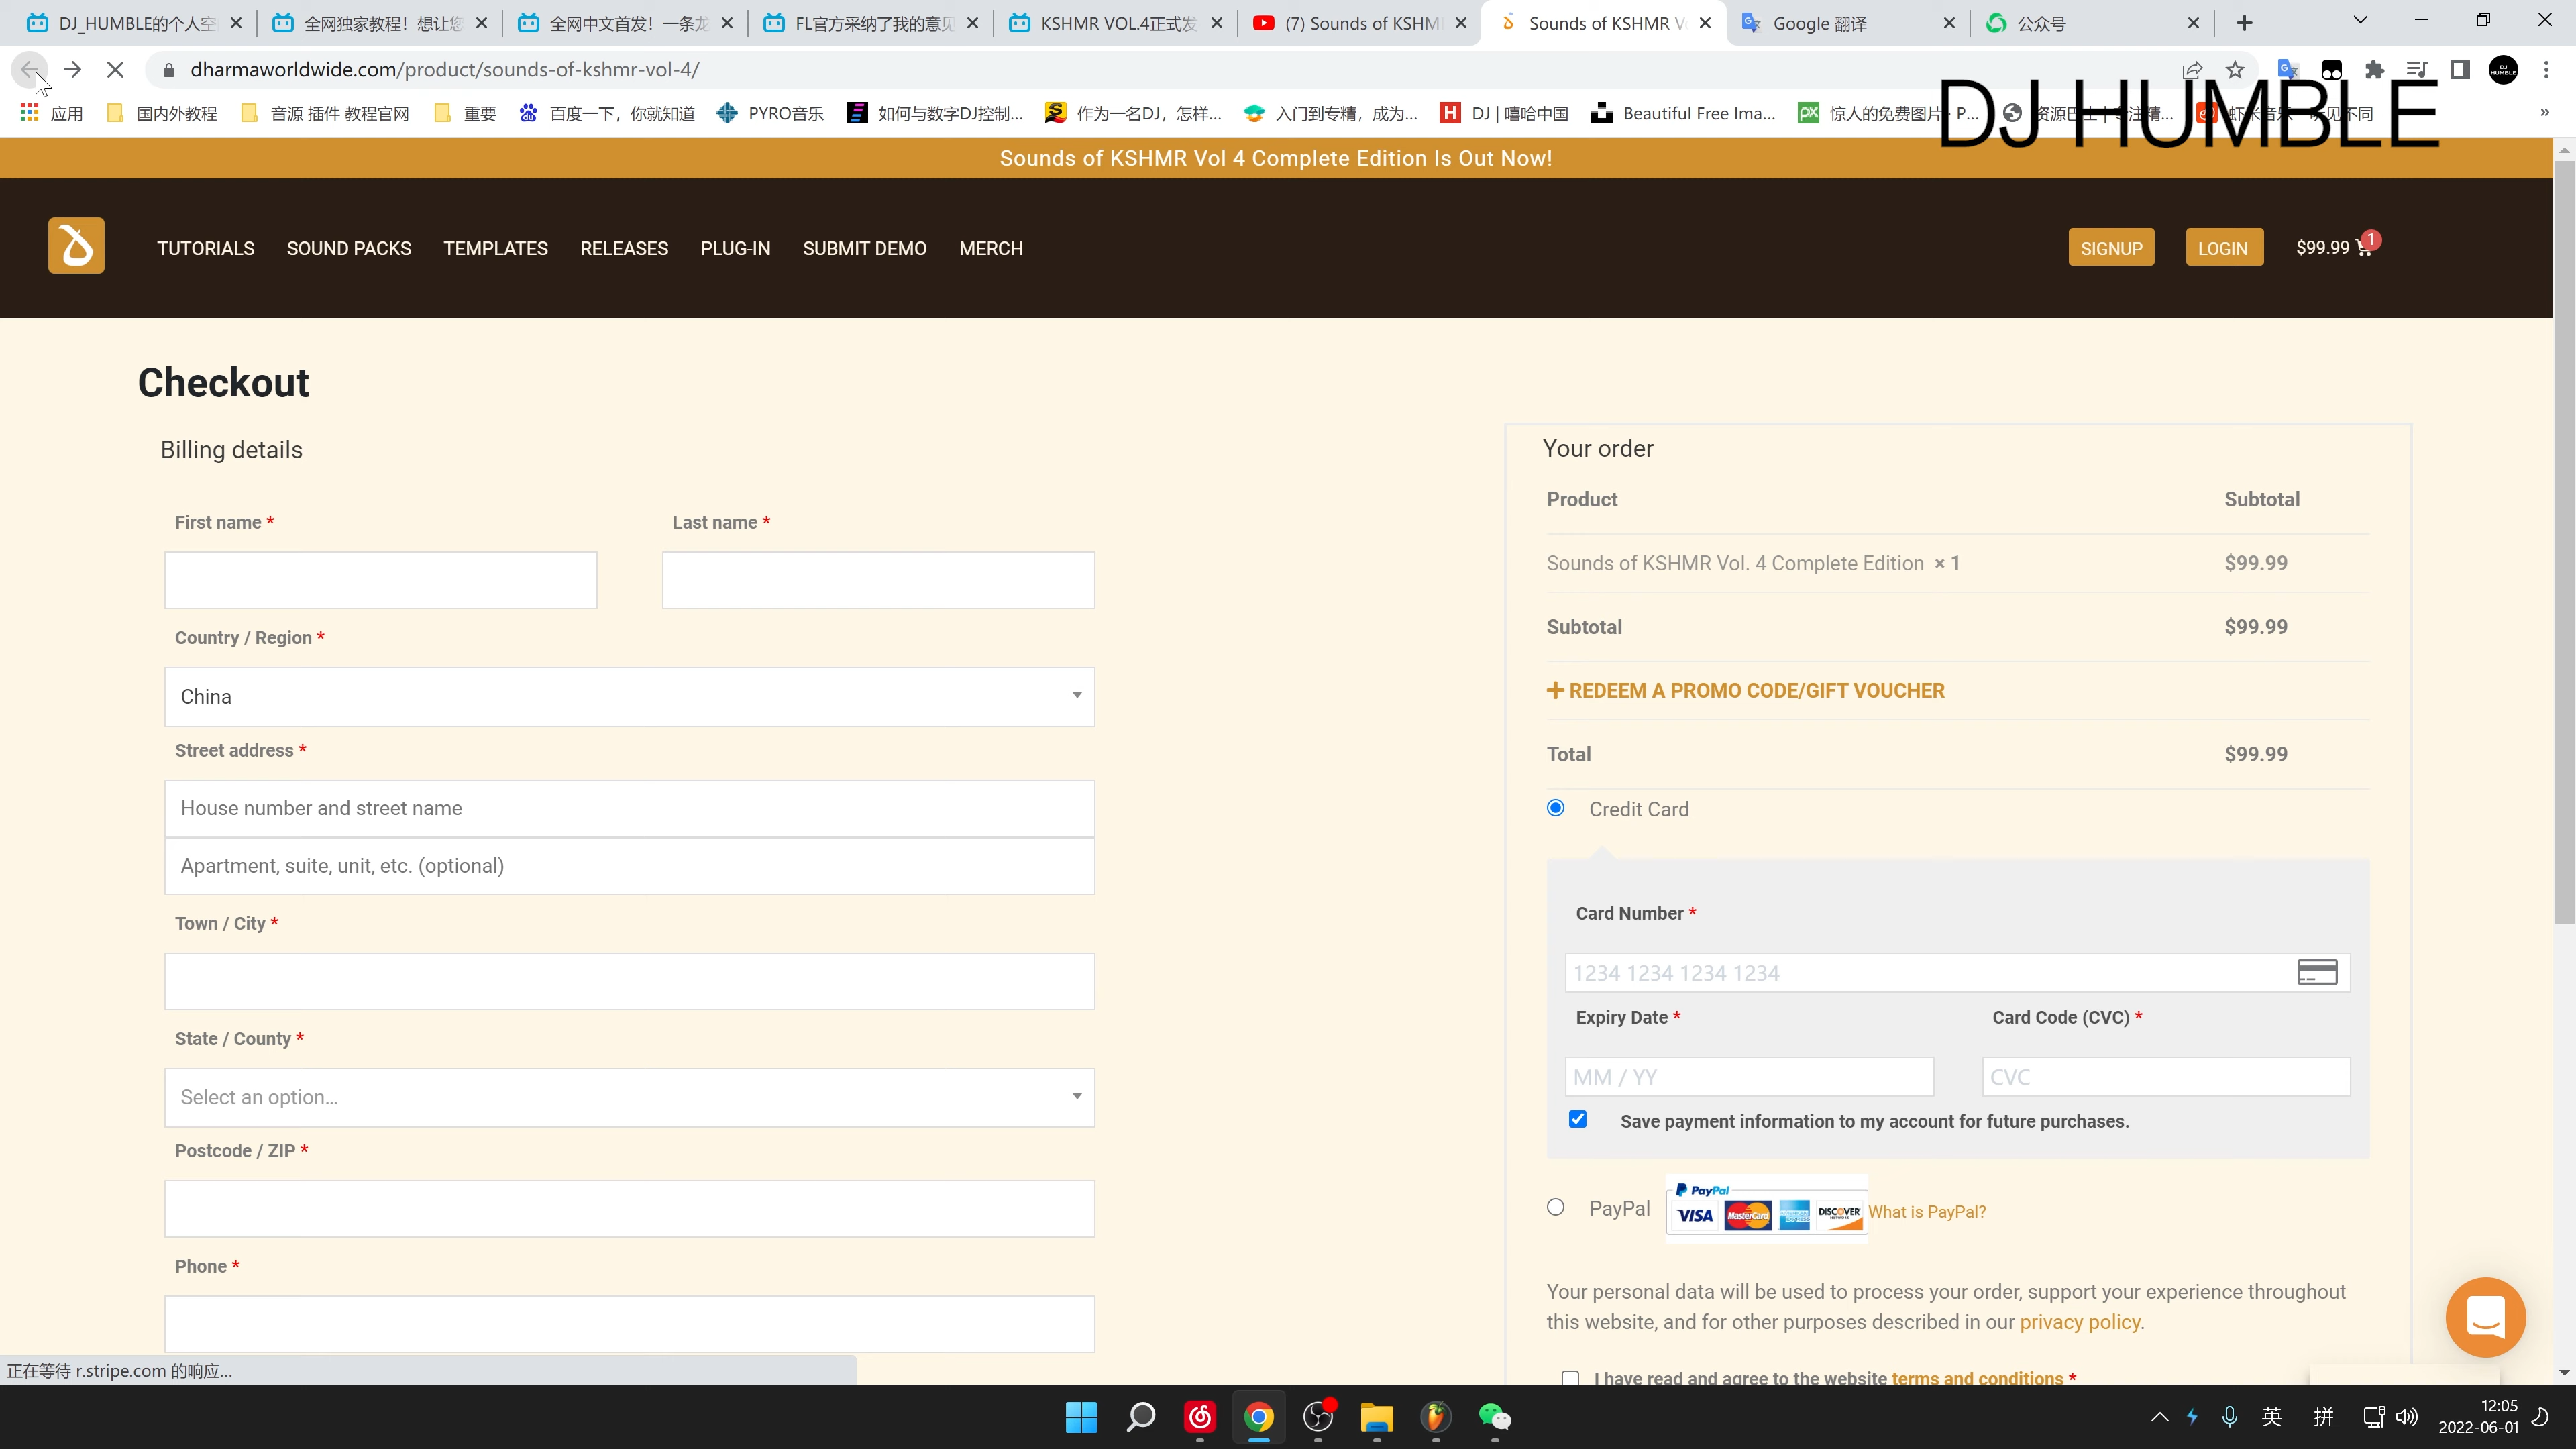 DJ_HUMBLE的个人空
全网独家教程！想让您
全网中文首发！一条龙
FL官方采纳了我的意见
KSHMR VOL.4正式发
(7) Sounds of KSHM
Sounds of KSHMR V
Google 翻译
公众号
dharmaworldwide.com/product/sounds-of-kshmr-vol-4/
应用
国内外教程
音源 插件 教程官网
重要
百度一下，你就知道
PYRO音乐
如何与数字DJ控制...
作为一名DJ，怎样...
入门到专精，成为...
DJ | 嘻哈中国
Beautiful Free Ima...
惊人的免费图片 · P...
DJ HUMBLE
Sounds of KSHMR Vol 4 Complete Edition Is Out Now!
TUTORIALS SOUND PACKS TEMPLATES RELEASES PLUG-IN SUBMIT DEMO MERCH
SIGNUP LOGIN $99.99 1
Checkout
Billing details
First name * Last name *
Country / Region *
China
Street address *
House number and street name
Apartment, suite, unit, etc. (optional)
Town / City *
State / County *
Select an option...
Postcode / ZIP *
Phone *
Your order
Product Subtotal
Sounds of KSHMR Vol. 4 Complete Edition × 1 $99.99
Subtotal $99.99
REDEEM A PROMO CODE/GIFT VOUCHER
Total $99.99
Credit Card
Card Number *
1234 1234 1234 1234
Expiry Date * Card Code (CVC) *
MM / YY CVC
Save payment information to my account for future purchases.
PayPal PayPal VISA MasterCard DISCOVER What is PayPal?
Your personal data will be used to process your order, support your experience throughout
this website, and for other purposes described in our privacy policy.
I have read and agree to the website terms and conditions *
正在等待 r.stripe.com 的响应...
英 拼
12:05
2022-06-01